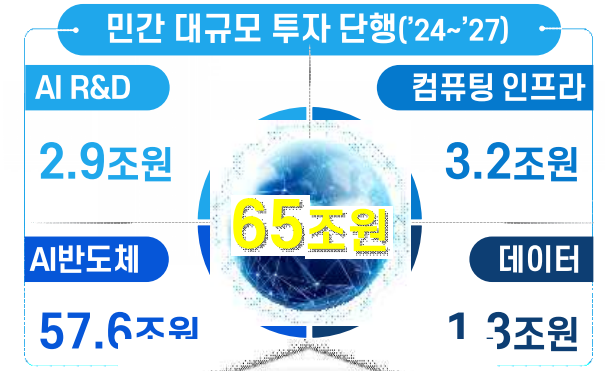 민간 대규모 투자 단행('24~'27)
AI R&D
컴퓨팅 인프라
2.9조원
3.2조원
65조원
AI반도체
데이터
57.6조원
1.3조원